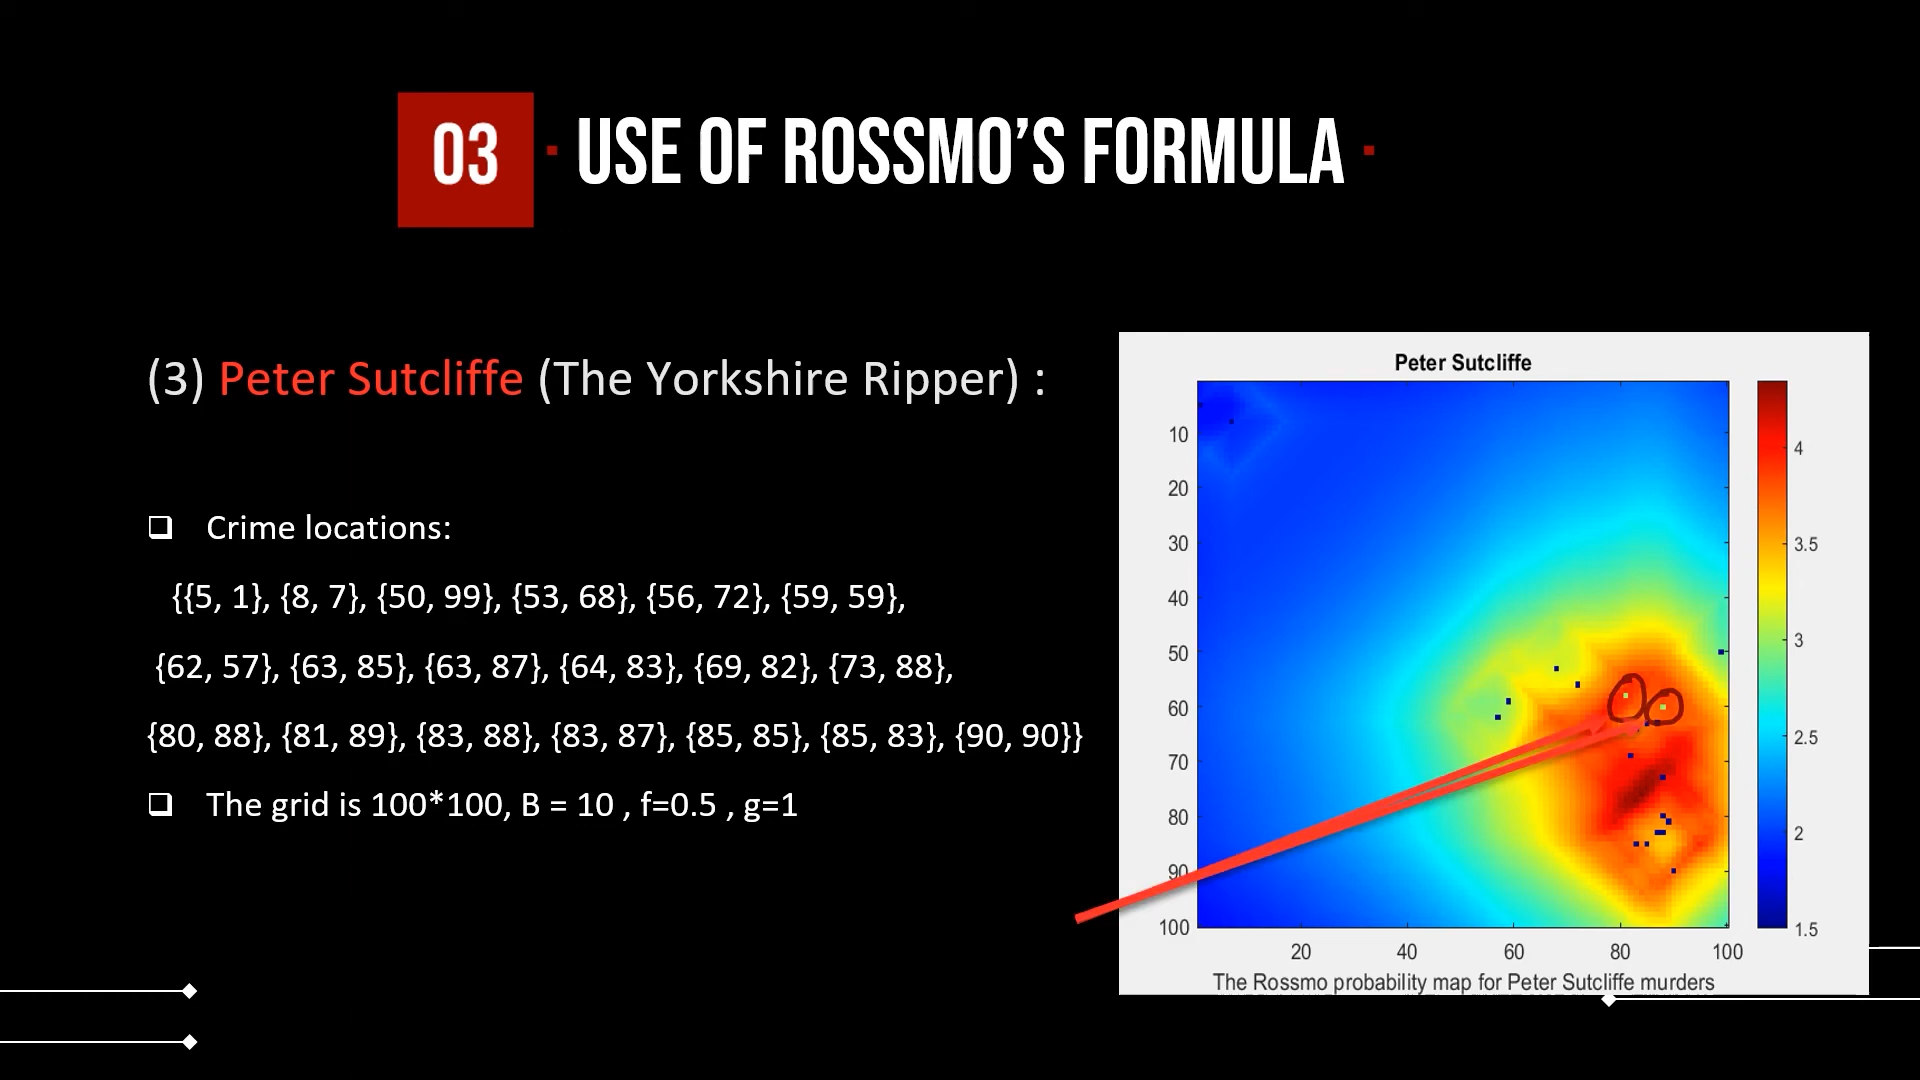 03 · USE OF ROSSMO’S FORMULA ·
(3) Peter Sutcliffe (The Yorkshire Ripper) :
❑ Crime locations:
{{5, 1}, {8, 7}, {50, 99}, {53, 68}, {56, 72}, {59, 59},
{62, 57}, {63, 85}, {63, 87}, {64, 83}, {69, 82}, {73, 88},
{80, 88}, {81, 89}, {83, 88}, {83, 87}, {85, 85}, {85, 83}, {90, 90}}
❑ The grid is 100*100, B = 10 , f=0.5 , g=1
Peter Sutcliffe
10
20
30
40
50
60
70
80
90
100
20 40 60 80 100
4
3.5
3
2.5
2
1.5
The Rossmo probability map for Peter Sutcliffe murders